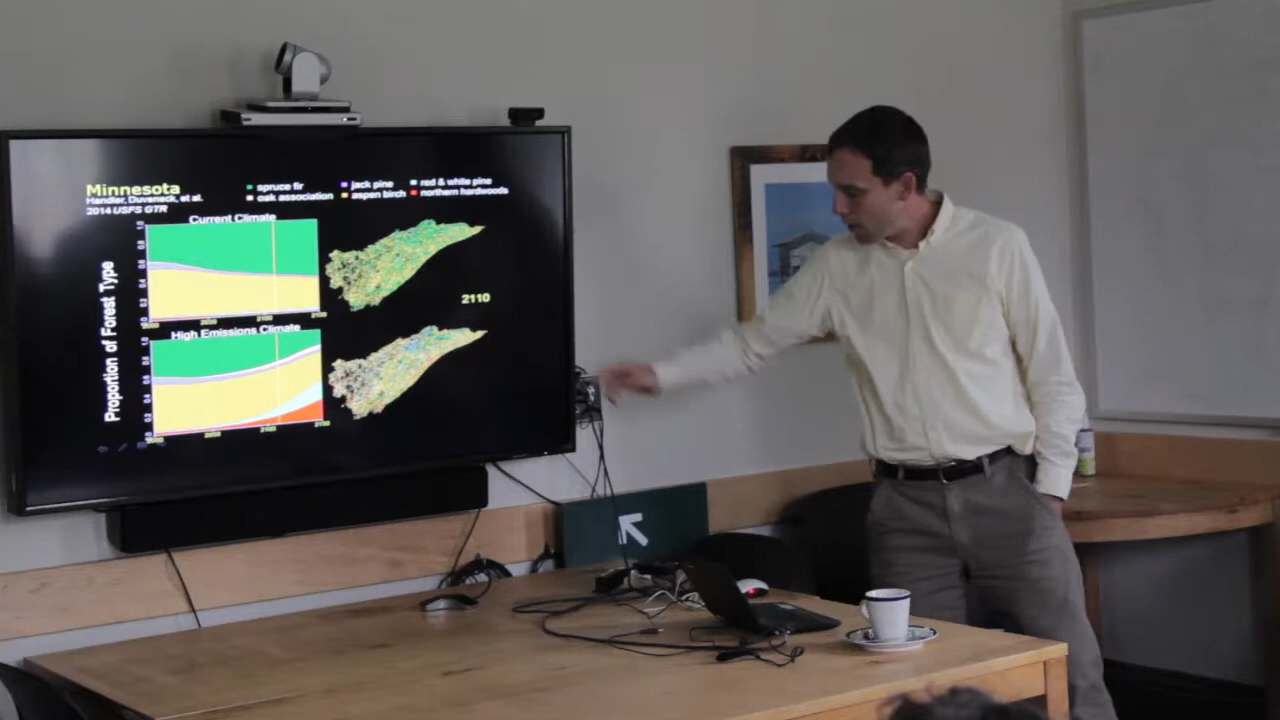 Minnesota
Handler, Duveneck, et al.
2014 USFS GTR
spruce fir
jack pine
red & white pine
oak association
aspen birch
northern hardwoods
Current Climate
Proportion of Forest Type
2110
High Emissions Climate